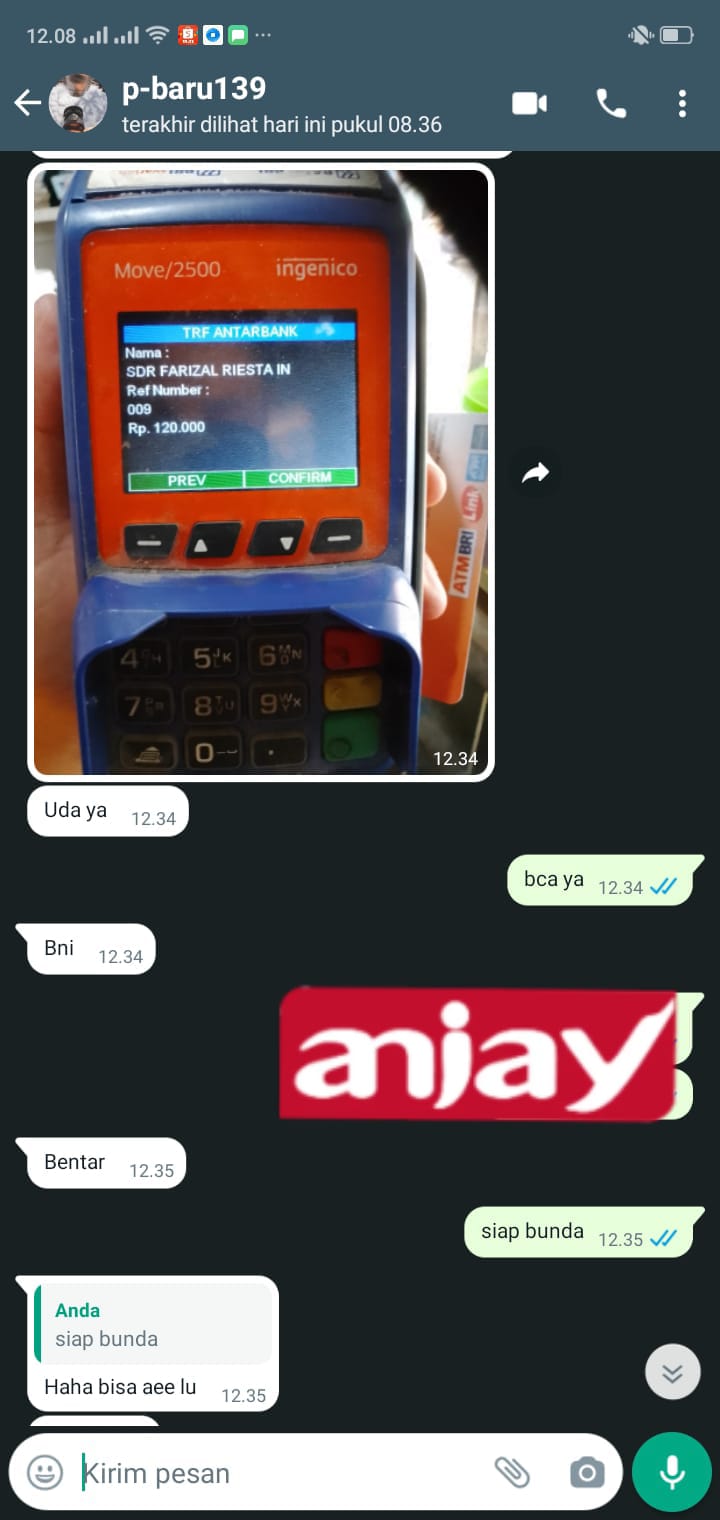 12.08
p-baru139
terakhir dilihat hari ini pukul 08.36
Move/2500 ingenico
TRF ANTARBANK
Nama :
SDR FARIZAL RIESTA IN
Ref Number :
009
Rp. 120.000
PREV CONFIRM
ATM BRI Link
4 GHI 5 JKL 6 MNO
7 PQR 8 TUV 9 WXY
0 .
12.34
Uda ya 12.34
bca ya 12.34
Bni 12.34
anjay
Bentar 12.35
siap bunda 12.35
Anda
siap bunda
Haha bisa aee lu 12.35
Kirim pesan